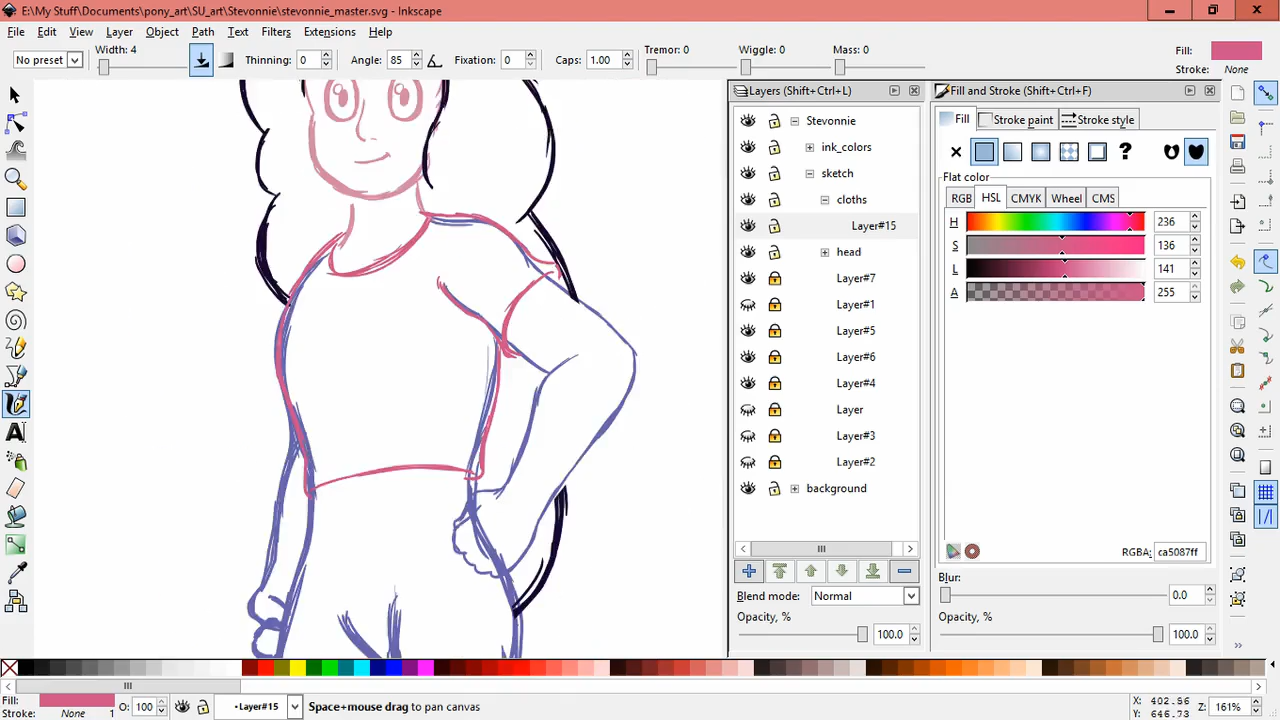 E:\My Stuff\Documents\pony_art\SU_art\Stevonnie\stevonnie_master.svg - Inkscape
File Edit View Layer Object Path Filters Text Extensions Help
No preset Width: 4 Thinning: 0 Angle: 85 Fixation: 0 Caps: 1.00 Tremor: 0 Wiggle: 0 Mass: 0 Fill: Stroke: None
Layers (Shift+Ctrl+L)
Stevonnie
ink_colors
sketch
cloths
Layer#15
head
Layer#7
Layer#1
Layer#5
Layer#6
Layer#4
Layer
Layer#3
Layer#2
background
Blend mode: Normal
Opacity, %
100.0
Fill and Stroke (Shift+Ctrl+F)
Fill Stroke paint Stroke style
?
Flat color
RGB HSL CMYK Wheel CMS
H 236
S 136
L 141
A 255
RGBA: ca5087ff
Blur:
0.0
Opacity, %
100.0
Fill: Stroke: None 1 O: 100 •Layer#15 Space+mouse drag to pan canvas X: 402.96 Y: 646.73 Z: 161%